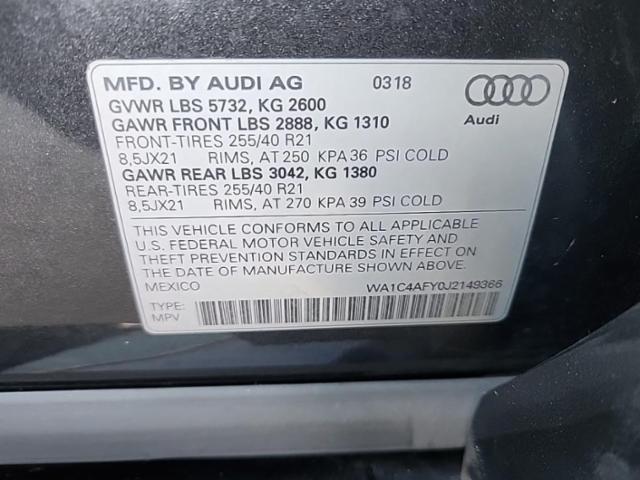 MFD. BY AUDI AG 0318
GVWR LBS 5732, KG 2600
GAWR FRONT LBS 2888, KG 1310
FRONT-TIRES 255/40 R21
8,5JX21 RIMS, AT 250 KPA 36 PSI COLD
GAWR REAR LBS 3042, KG 1380
REAR-TIRES 255/40 R21
8,5JX21 RIMS, AT 270 KPA 39 PSI COLD
Audi
THIS VEHICLE CONFORMS TO ALL APPLICABLE
U.S. FEDERAL MOTOR VEHICLE SAFETY AND
THEFT PREVENTION STANDARDS IN EFFECT ON THE
DATE OF MANUFACTURE SHOWN ABOVE.
MEXICO WA1C4AFY0J2149366
TYPE:
MPV